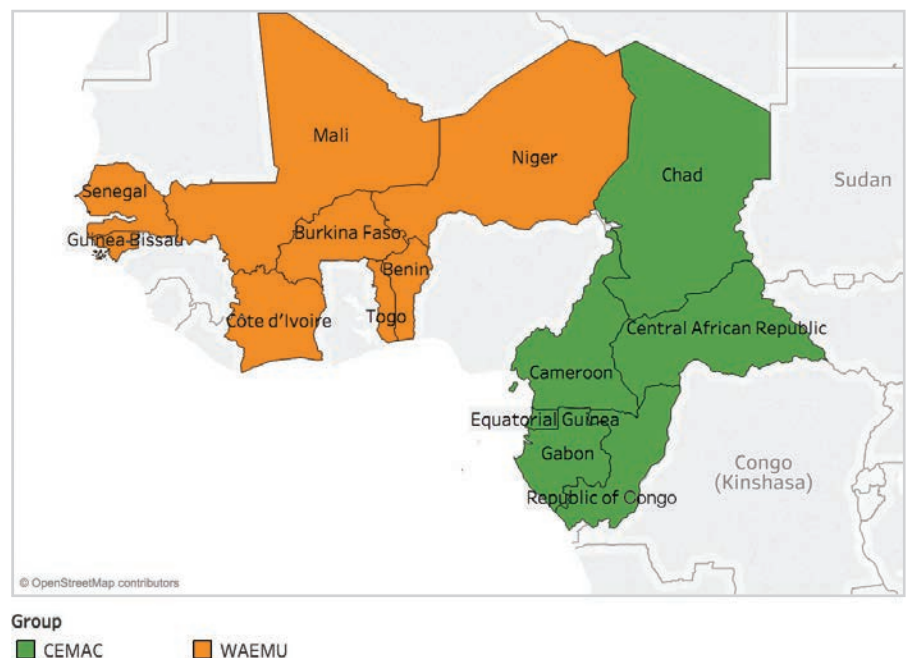 Mali
Niger
Chad
Sudan
Senegal
Guinea-Bissau
Burkina Faso
Benin
Côte d'Ivoire
Togo
Central African Republic
Cameroon
Equatorial Guinea
Gabon
Congo
(Kinshasa)
Republic of Congo
© OpenStreetMap contributors
Group
CEMAC WAEMU